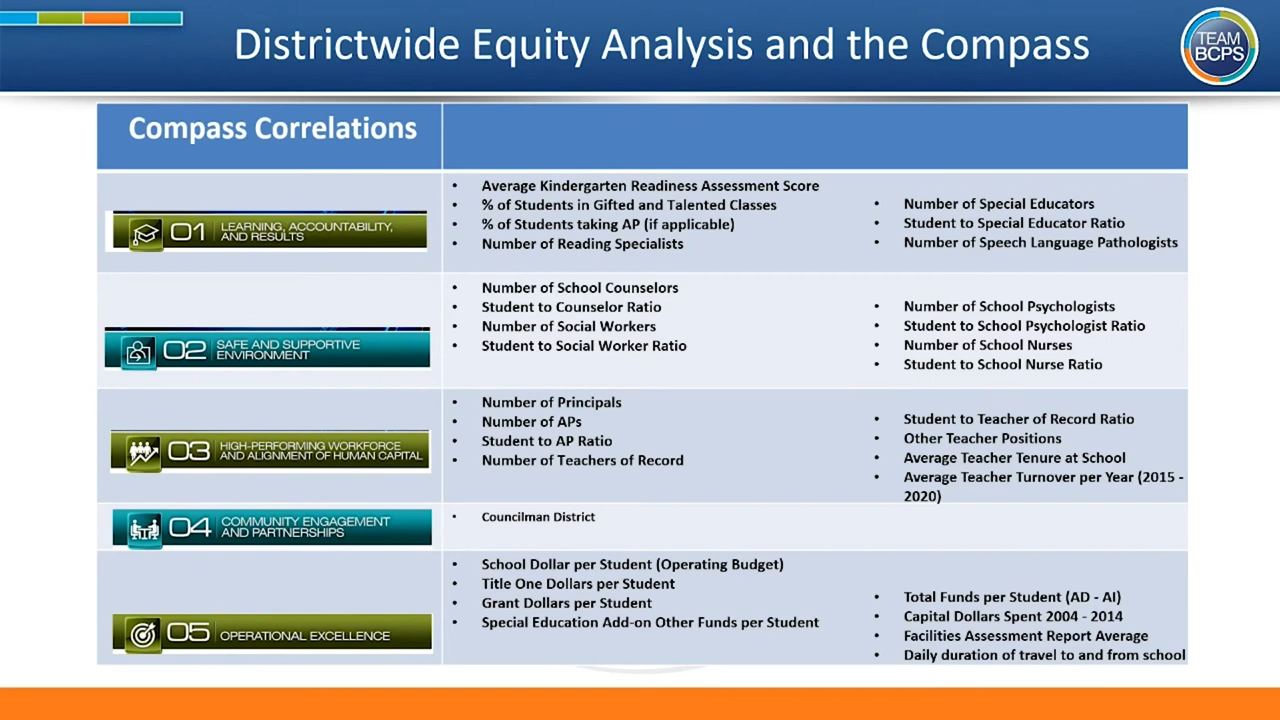 Districtwide Equity Analysis and the Compass
TEAM
BCPS
Compass Correlations
01 LEARNING, ACCOUNTABILITY,
AND RESULTS
• Average Kindergarten Readiness Assessment Score
• % of Students in Gifted and Talented Classes
• % of Students taking AP (if applicable)
• Number of Reading Specialists
• Number of Special Educators
• Student to Special Educator Ratio
• Number of Speech Language Pathologists
02 SAFE AND SUPPORTIVE
ENVIRONMENT
• Number of School Counselors
• Student to Counselor Ratio
• Number of Social Workers
• Student to Social Worker Ratio
• Number of School Psychologists
• Student to School Psychologist Ratio
• Number of School Nurses
• Student to School Nurse Ratio
03 HIGH-PERFORMING WORKFORCE
AND ALIGNMENT OF HUMAN CAPITAL
• Number of Principals
• Number of APs
• Student to AP Ratio
• Number of Teachers of Record
• Student to Teacher of Record Ratio
• Other Teacher Positions
• Average Teacher Tenure at School
• Average Teacher Turnover per Year (2015 -
2020)
04 COMMUNITY ENGAGEMENT
AND PARTNERSHIPS
• Councilman District
05 OPERATIONAL EXCELLENCE
• School Dollar per Student (Operating Budget)
• Title One Dollars per Student
• Grant Dollars per Student
• Special Education Add-on Other Funds per Student
• Total Funds per Student (AD - AI)
• Capital Dollars Spent 2004 - 2014
• Facilities Assessment Report Average
• Daily duration of travel to and from school